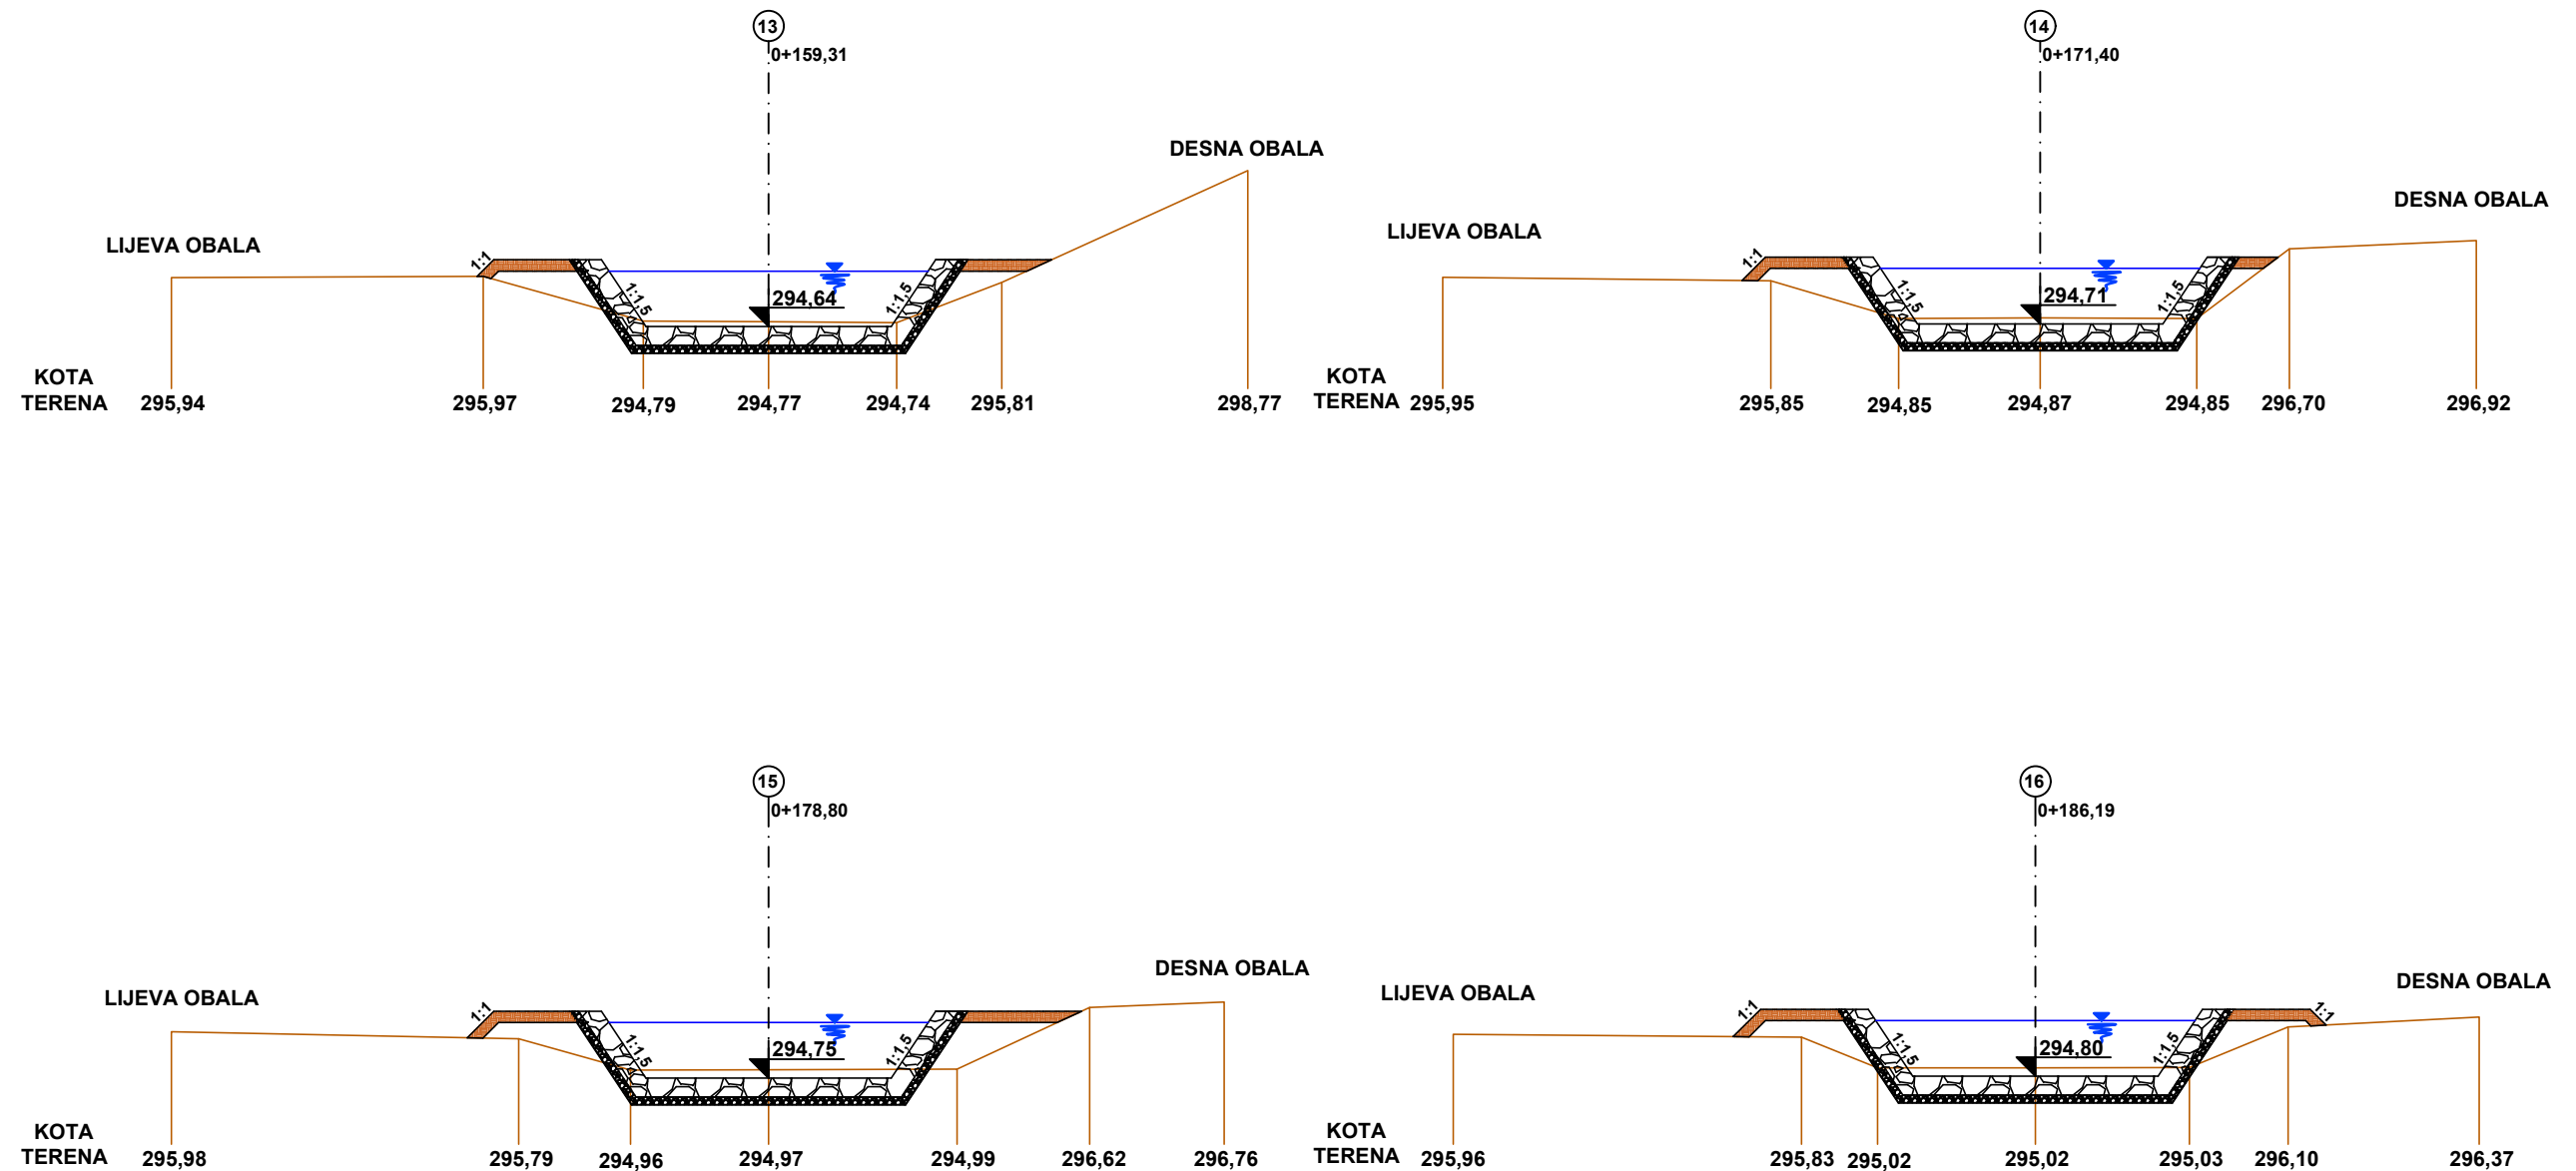 13
0+159,31
DESNA OBALA
LIJEVA OBALA
1:1
1:1,5
294,64
1:1,5
KOTA
TERENA 295,94 295,97 294,79 294,77 294,74 295,81 298,77
14
0+171,40
DESNA OBALA
LIJEVA OBALA
1:1
1:1,5
294,71
1:1,5
KOTA
TERENA 295,95 295,85 294,85 294,87 294,85 296,70 296,92
15
0+178,80
DESNA OBALA
LIJEVA OBALA
1:1
1:1,5
294,75
1:1,5
KOTA
TERENA 295,98 295,79 294,96 294,97 294,99 296,62 296,76
16
0+186,19
DESNA OBALA
LIJEVA OBALA
1:1
1:1
1:1,5
294,80
1:1,5
KOTA
TERENA 295,96 295,83 295,02 295,02 295,03 296,10 296,37